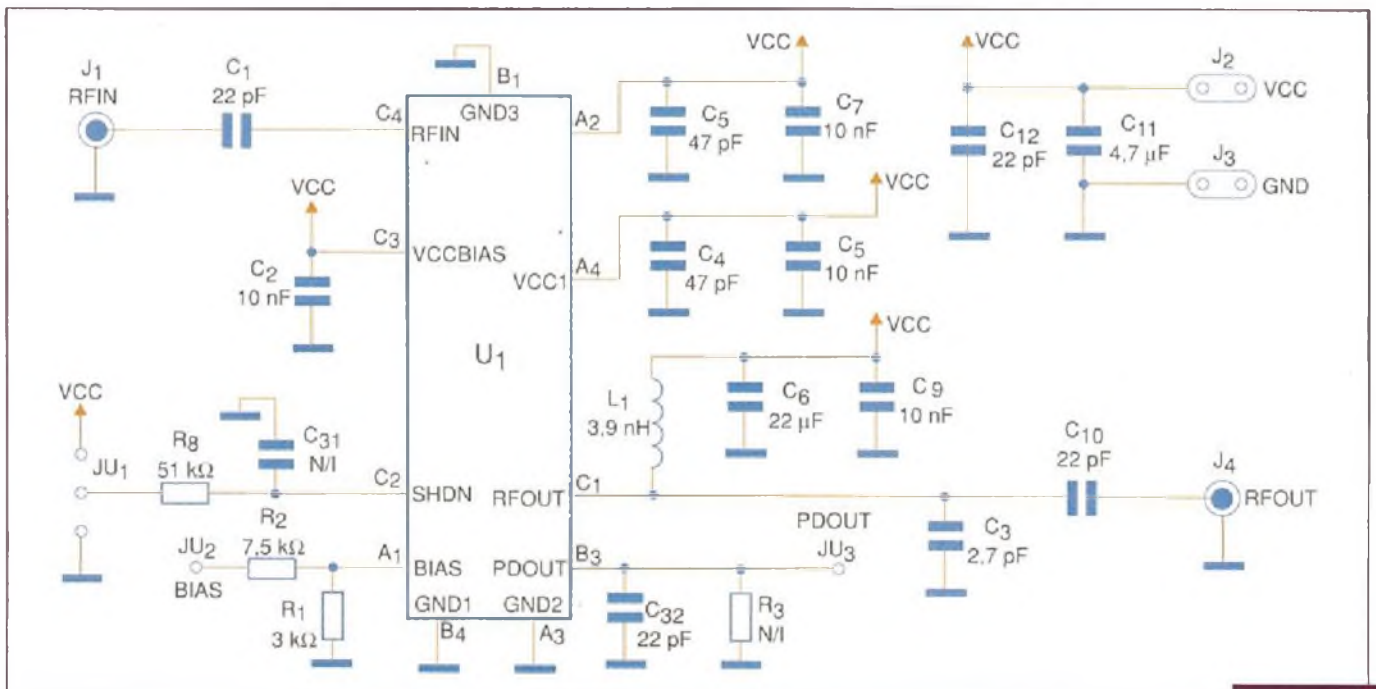 J1
RFIN
C1
22 pF
C4
B1
GND3
RFIN
A2
VCC
C5
47 pF
C7
10 nF
VCC
C12
22 pF
C11
4,7 µF
J2
VCC
J3
GND
VCC
C2
10 nF
C3
VCCBIAS
VCC1
A4
VCC
C4
47 pF
C5
10 nF
U1
VCC
L1
3,9 nH
C6
22 µF
C9
10 nF
VCC
JU1
R8
51 kΩ
C31
N/I
C2
SHDN
RFOUT
C1
C10
22 pF
J4
RFOUT
C3
2,7 pF
JU2
BIAS
R2
7,5 kΩ
A1
BIAS
PDOUT
B3
PDOUT
JU3
R1
3 kΩ
GND1
B4
GND2
A3
C32
22 pF
R3
N/I